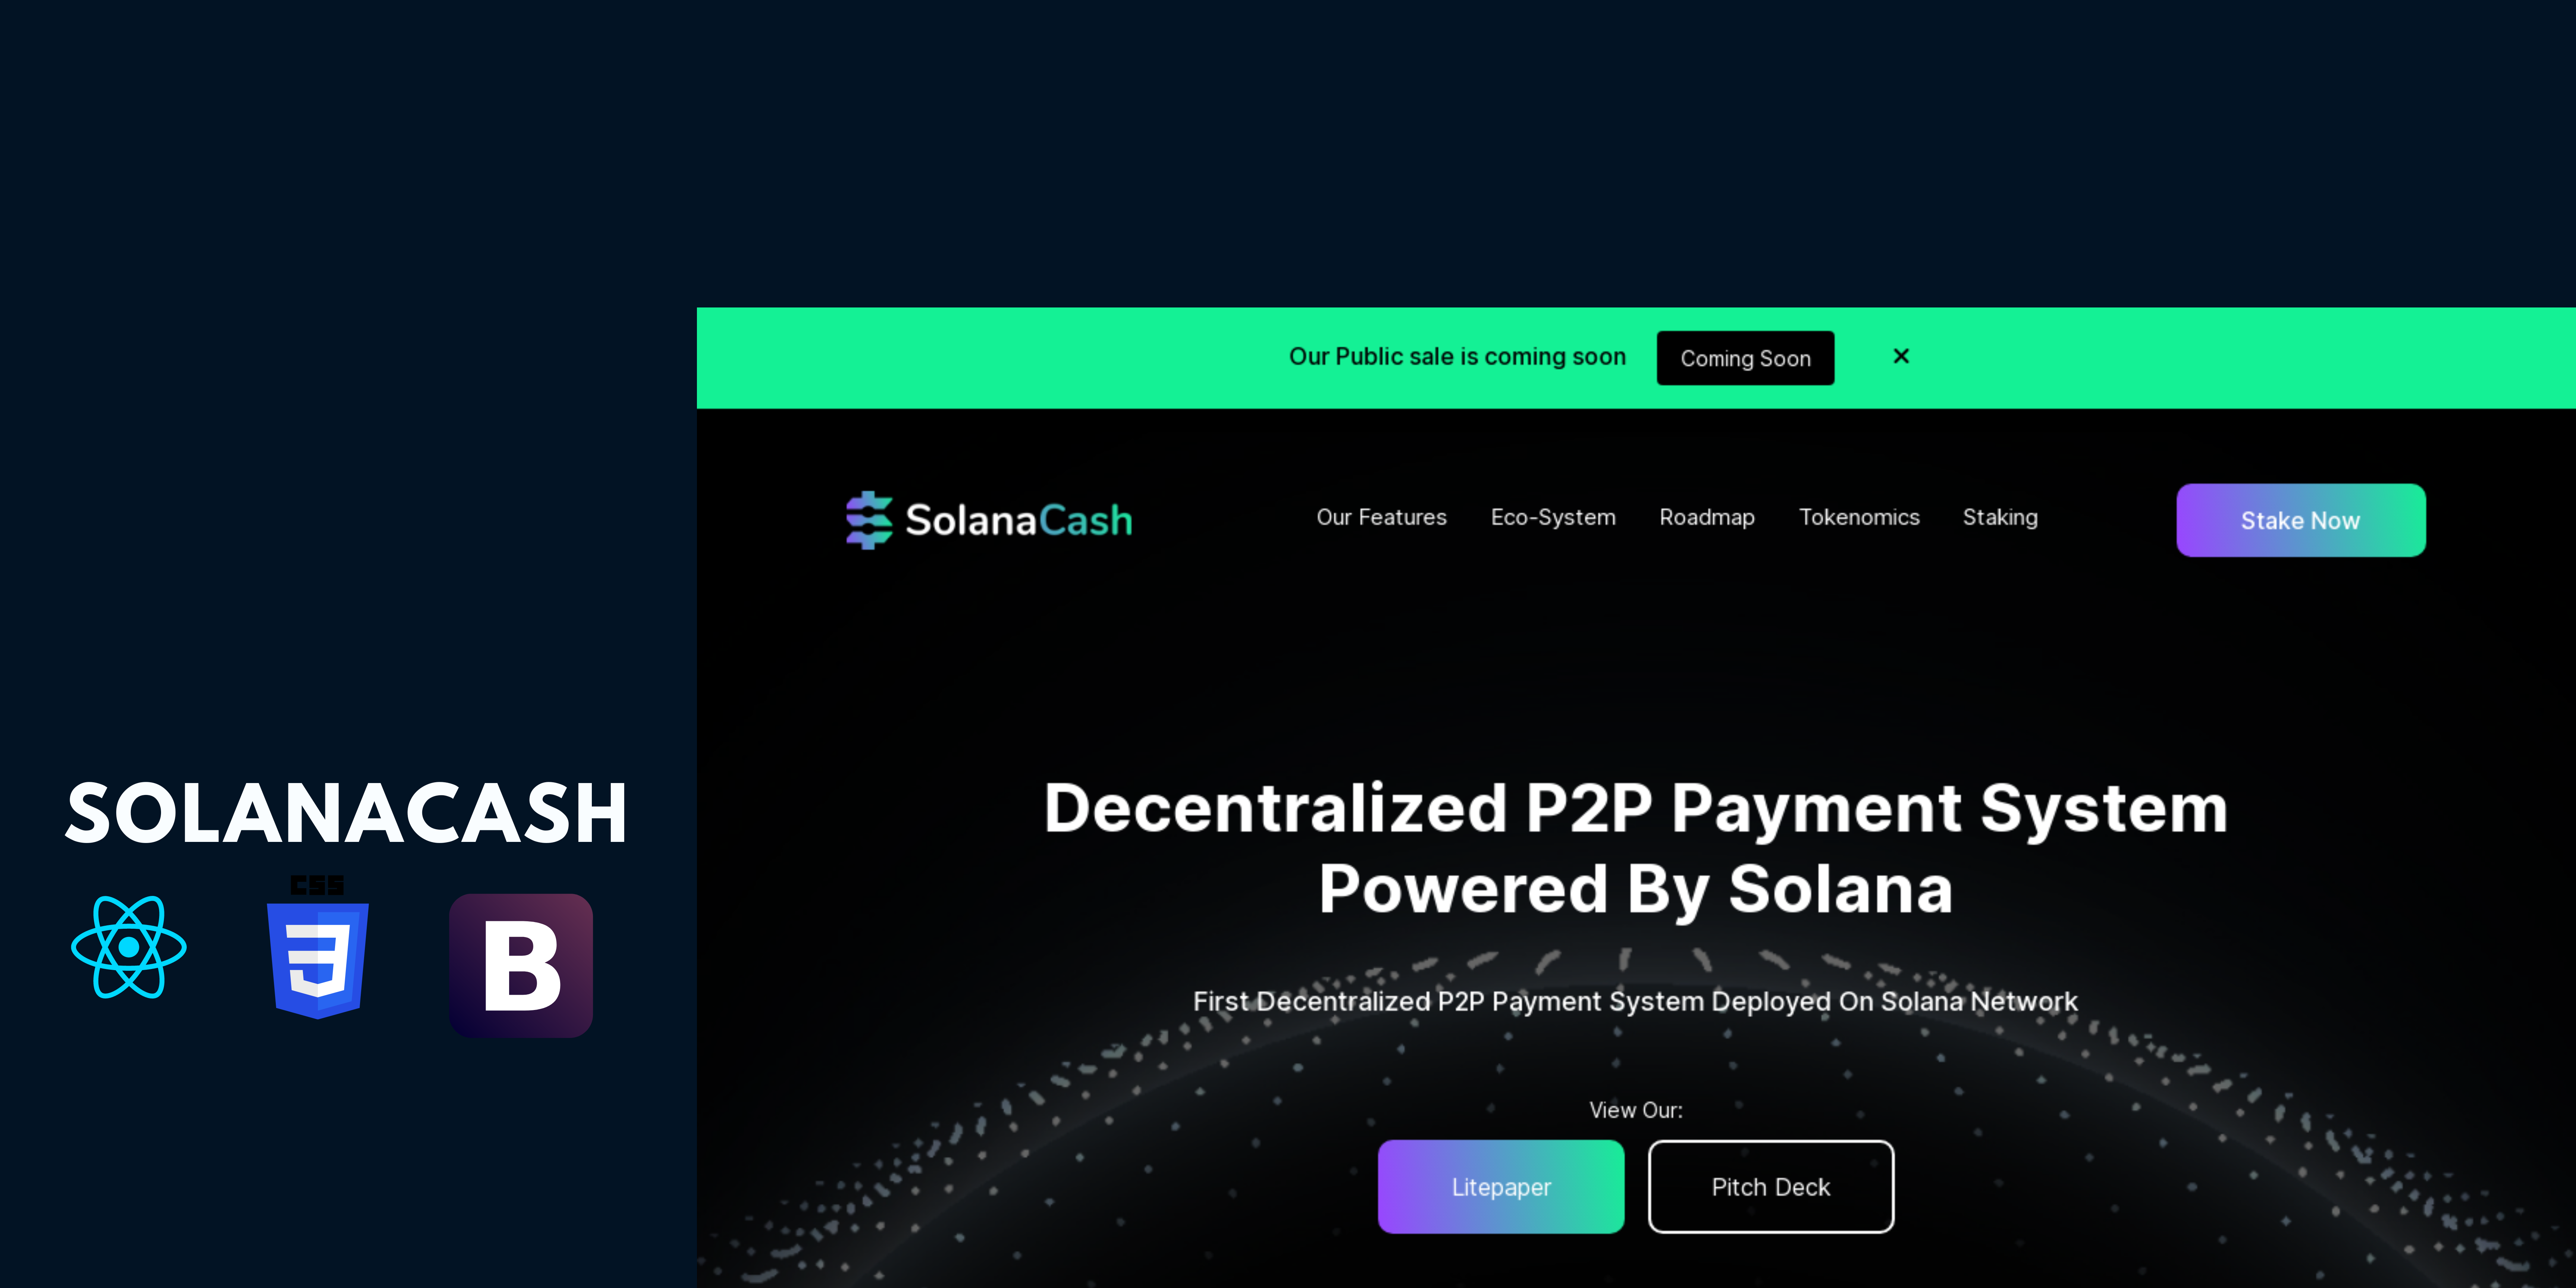 Our Public sale is coming soon
Coming Soon
×
SolanaCash
Our Features
Eco-System
Roadmap
Tokenomics
Staking
Stake Now
SOLANACASH
CSS
3
B
Decentralized P2P Payment System
Powered By Solana
First Decentralized P2P Payment System Deployed On Solana Network
View Our:
Litepaper
Pitch Deck